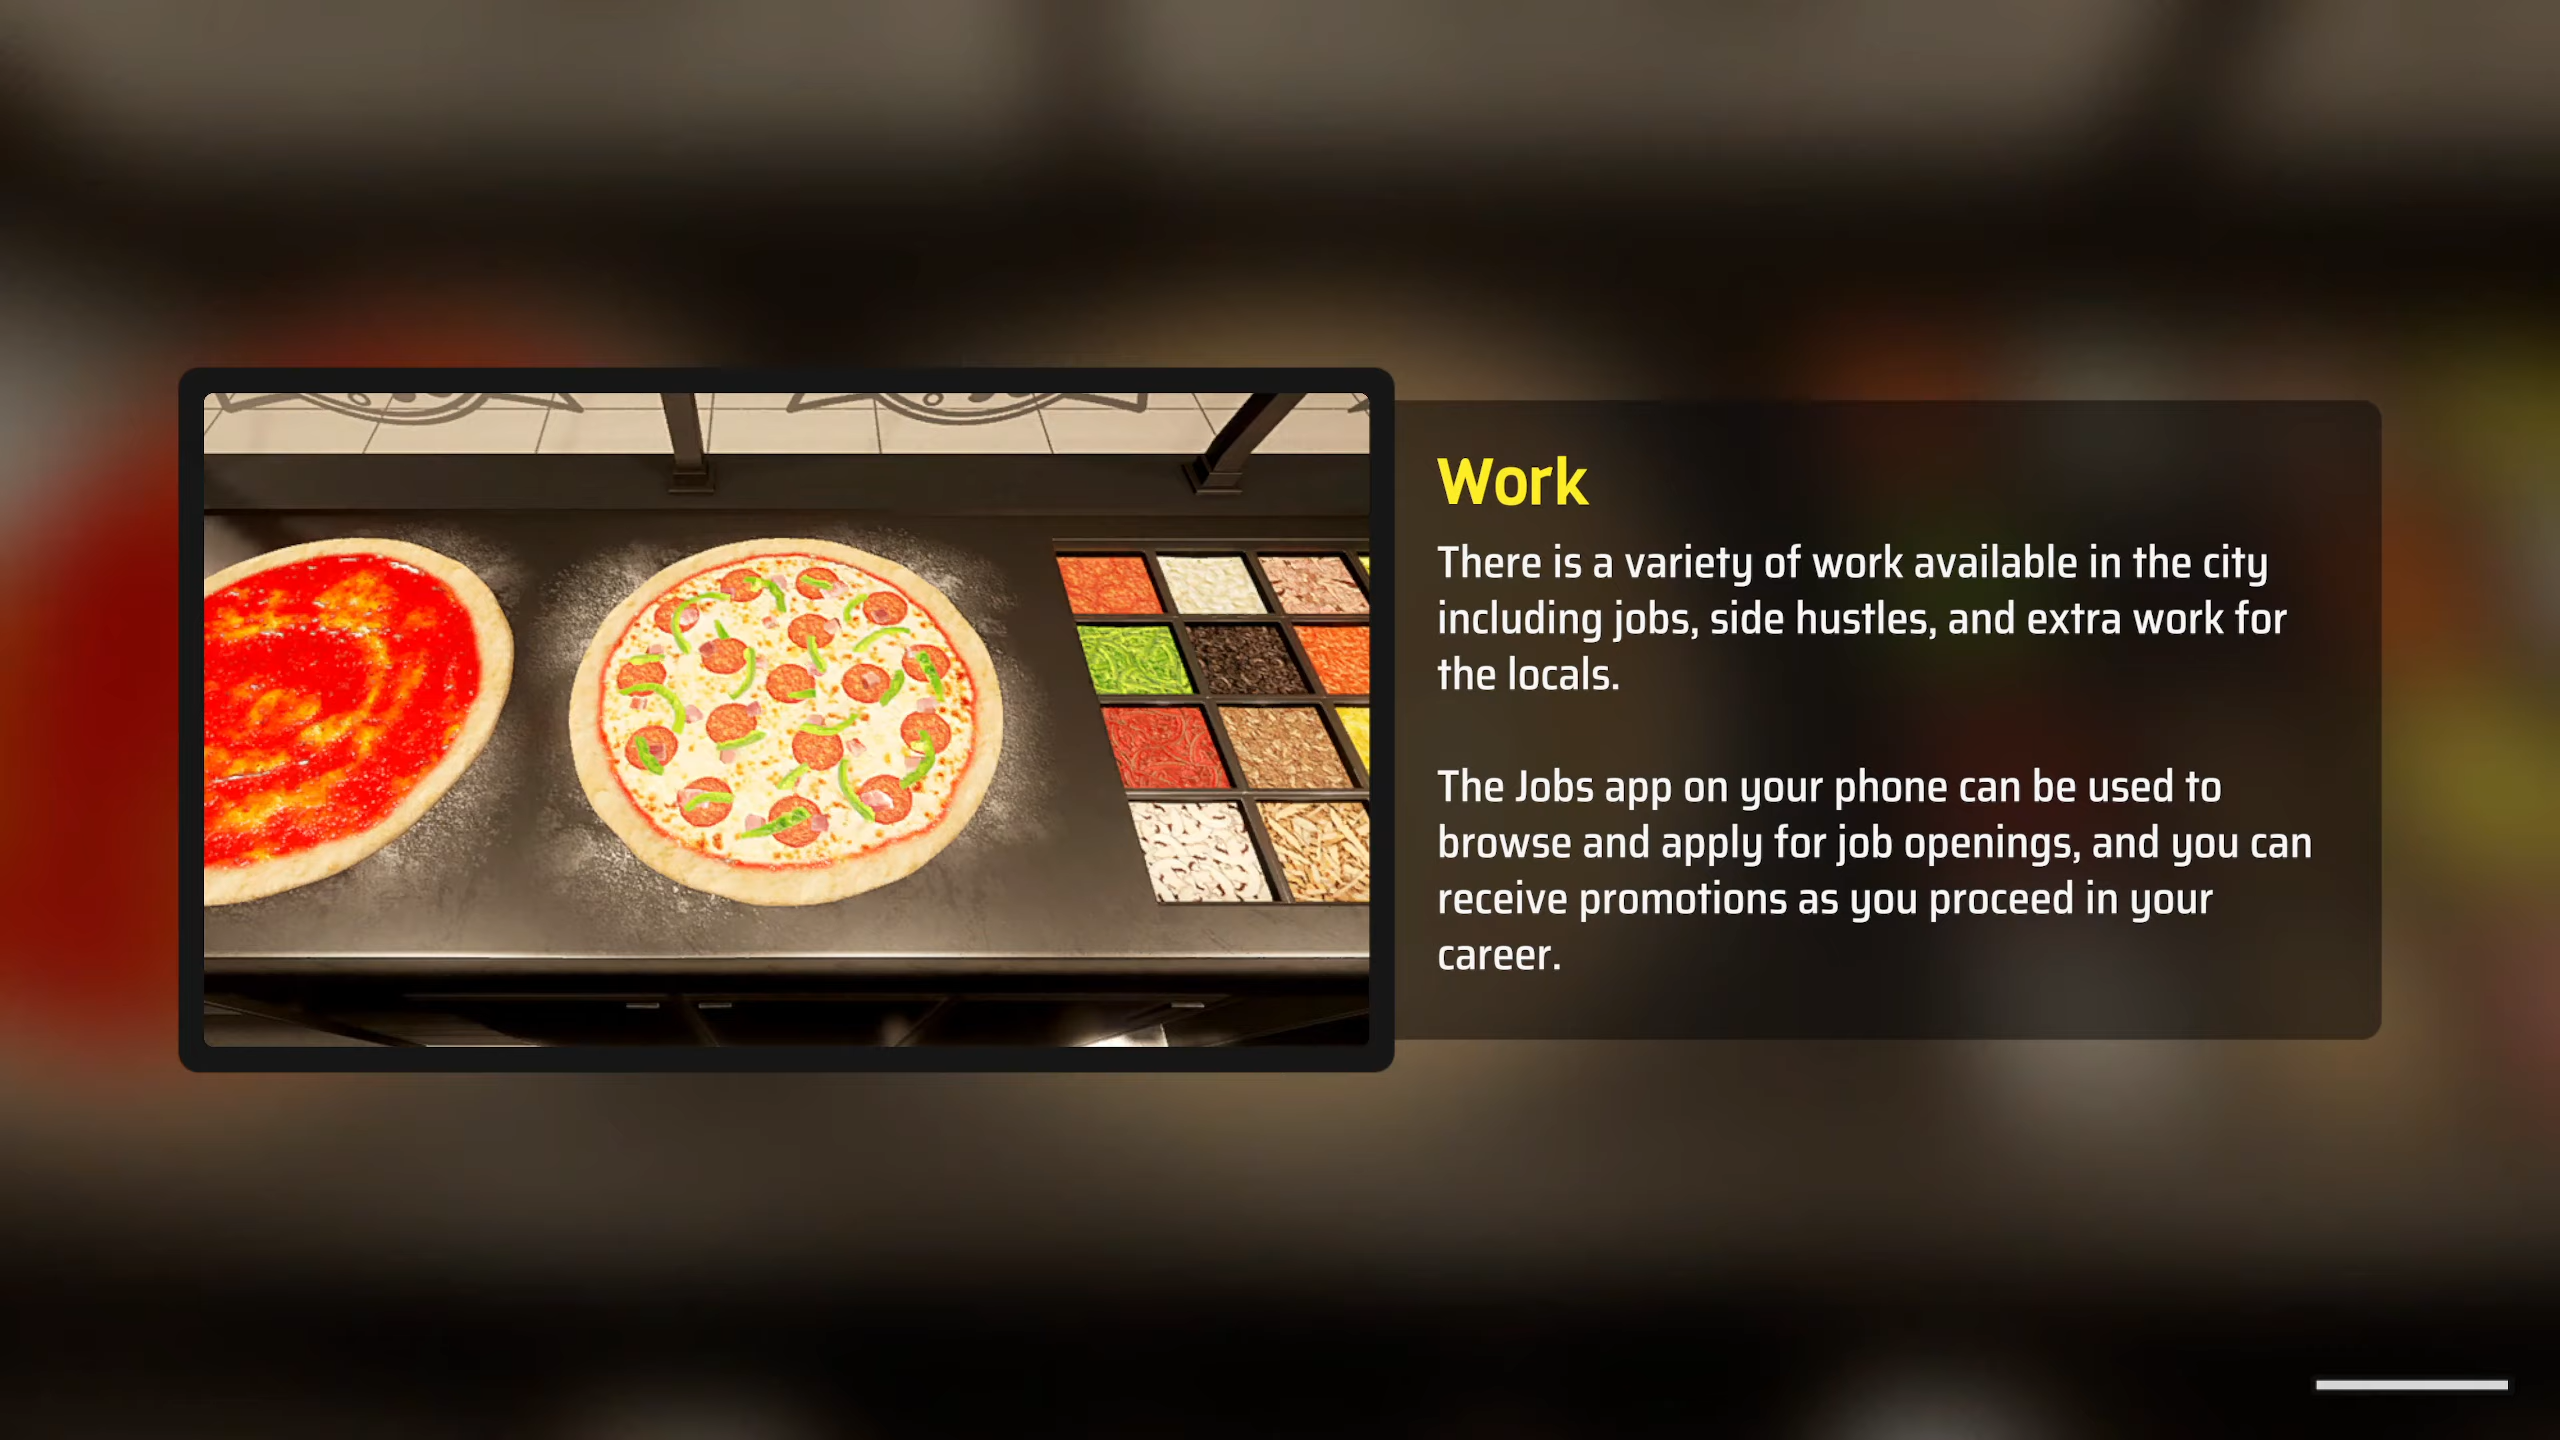 Work
There is a variety of work available in the city
including jobs, side hustles, and extra work for
the locals.
The Jobs app on your phone can be used to
browse and apply for job openings, and you can
receive promotions as you proceed in your
career.